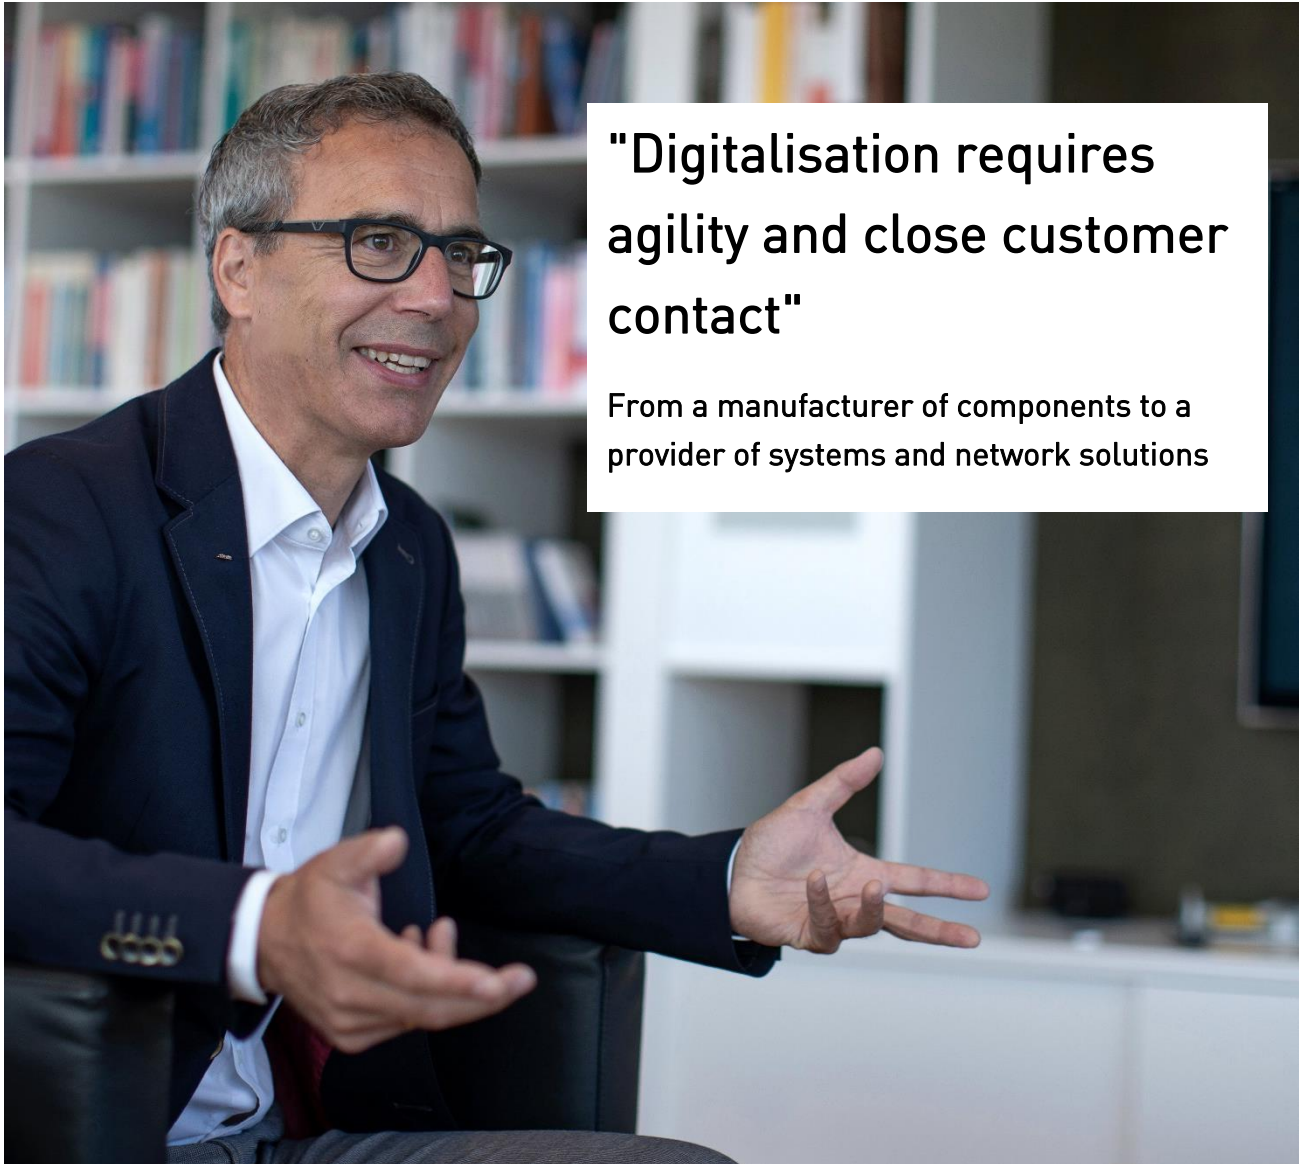 "Digitalisation requires
agility and close customer
contact"
From a manufacturer of components to a
provider of systems and network solutions